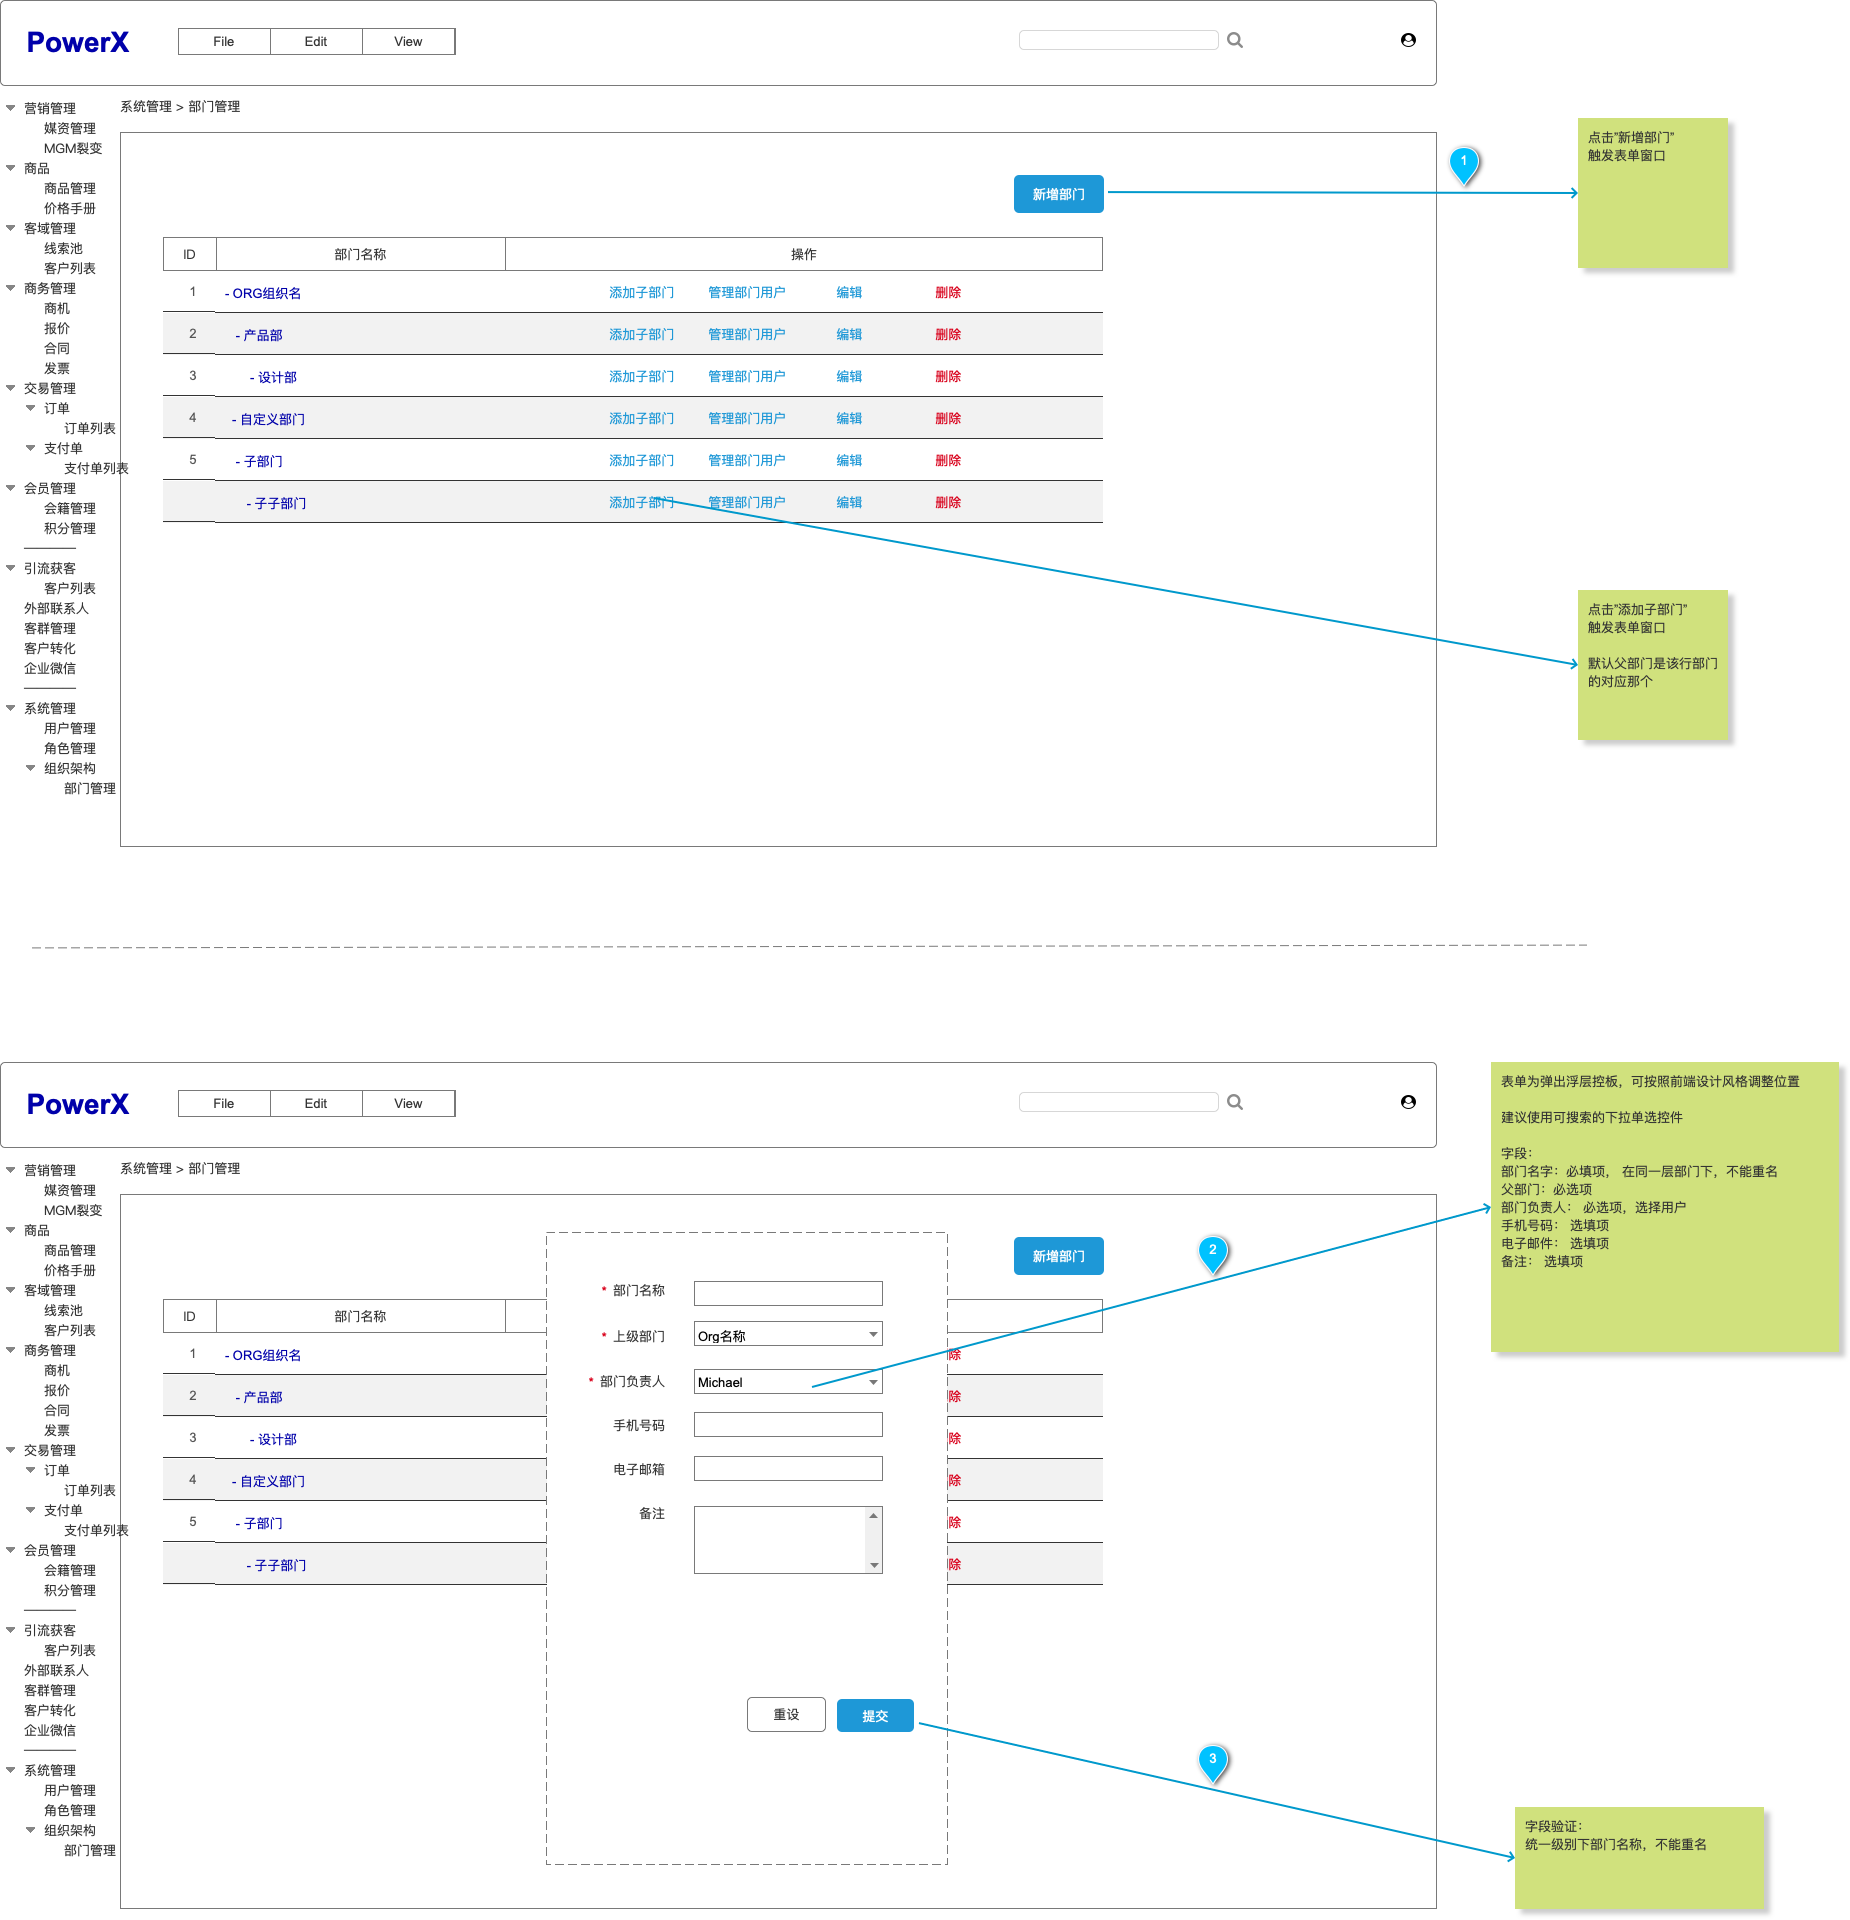 PowerX
File Edit View
营销管理
媒资管理
MGM裂变
商品
商品管理
价格手册
客域管理
线索池
客户列表
商务管理
商机
报价
合同
发票
交易管理
订单
订单列表
支付单
支付单列表
会员管理
会籍管理
积分管理
引流获客
客户列表
外部联系人
客群管理
客户转化
企业微信
系统管理
用户管理
角色管理
组织架构
部门管理
系统管理 > 部门管理
新增部门
ID 部门名称 操作
1 - ORG组织名 添加子部门 管理部门用户 编辑 删除
2 - 产品部 添加子部门 管理部门用户 编辑 删除
3 - 设计部 添加子部门 管理部门用户 编辑 删除
4 - 自定义部门 添加子部门 管理部门用户 编辑 删除
5 - 子部门 添加子部门 管理部门用户 编辑 删除
- 子子部门 添加子部门 管理部门用户 编辑 删除
1
点击”新增部门”
触发表单窗口
点击”添加子部门”
触发表单窗口
默认父部门是该行部门
的对应那个
PowerX
File Edit View
营销管理
媒资管理
MGM裂变
商品
商品管理
价格手册
客域管理
线索池
客户列表
商务管理
商机
报价
合同
发票
交易管理
订单
订单列表
支付单
支付单列表
会员管理
会籍管理
积分管理
引流获客
客户列表
外部联系人
客群管理
客户转化
企业微信
系统管理
用户管理
角色管理
组织架构
部门管理
系统管理 > 部门管理
新增部门
ID 部门名称
1 - ORG组织名 除
2 - 产品部 除
3 - 设计部 除
4 - 自定义部门 除
5 - 子部门 除
- 子子部门 除
* 部门名称
* 上级部门 Org名称
* 部门负责人 Michael
手机号码
电子邮箱
备注
重设 提交
2
表单为弹出浮层控板，可按照前端设计风格调整位置
建议使用可搜索的下拉单选控件
字段：
部门名字：必填项， 在同一层部门下，不能重名
父部门：必选项
部门负责人： 必选项，选择用户
手机号码： 选填项
电子邮件： 选填项
备注： 选填项
3
字段验证：
统一级别下部门名称，不能重名